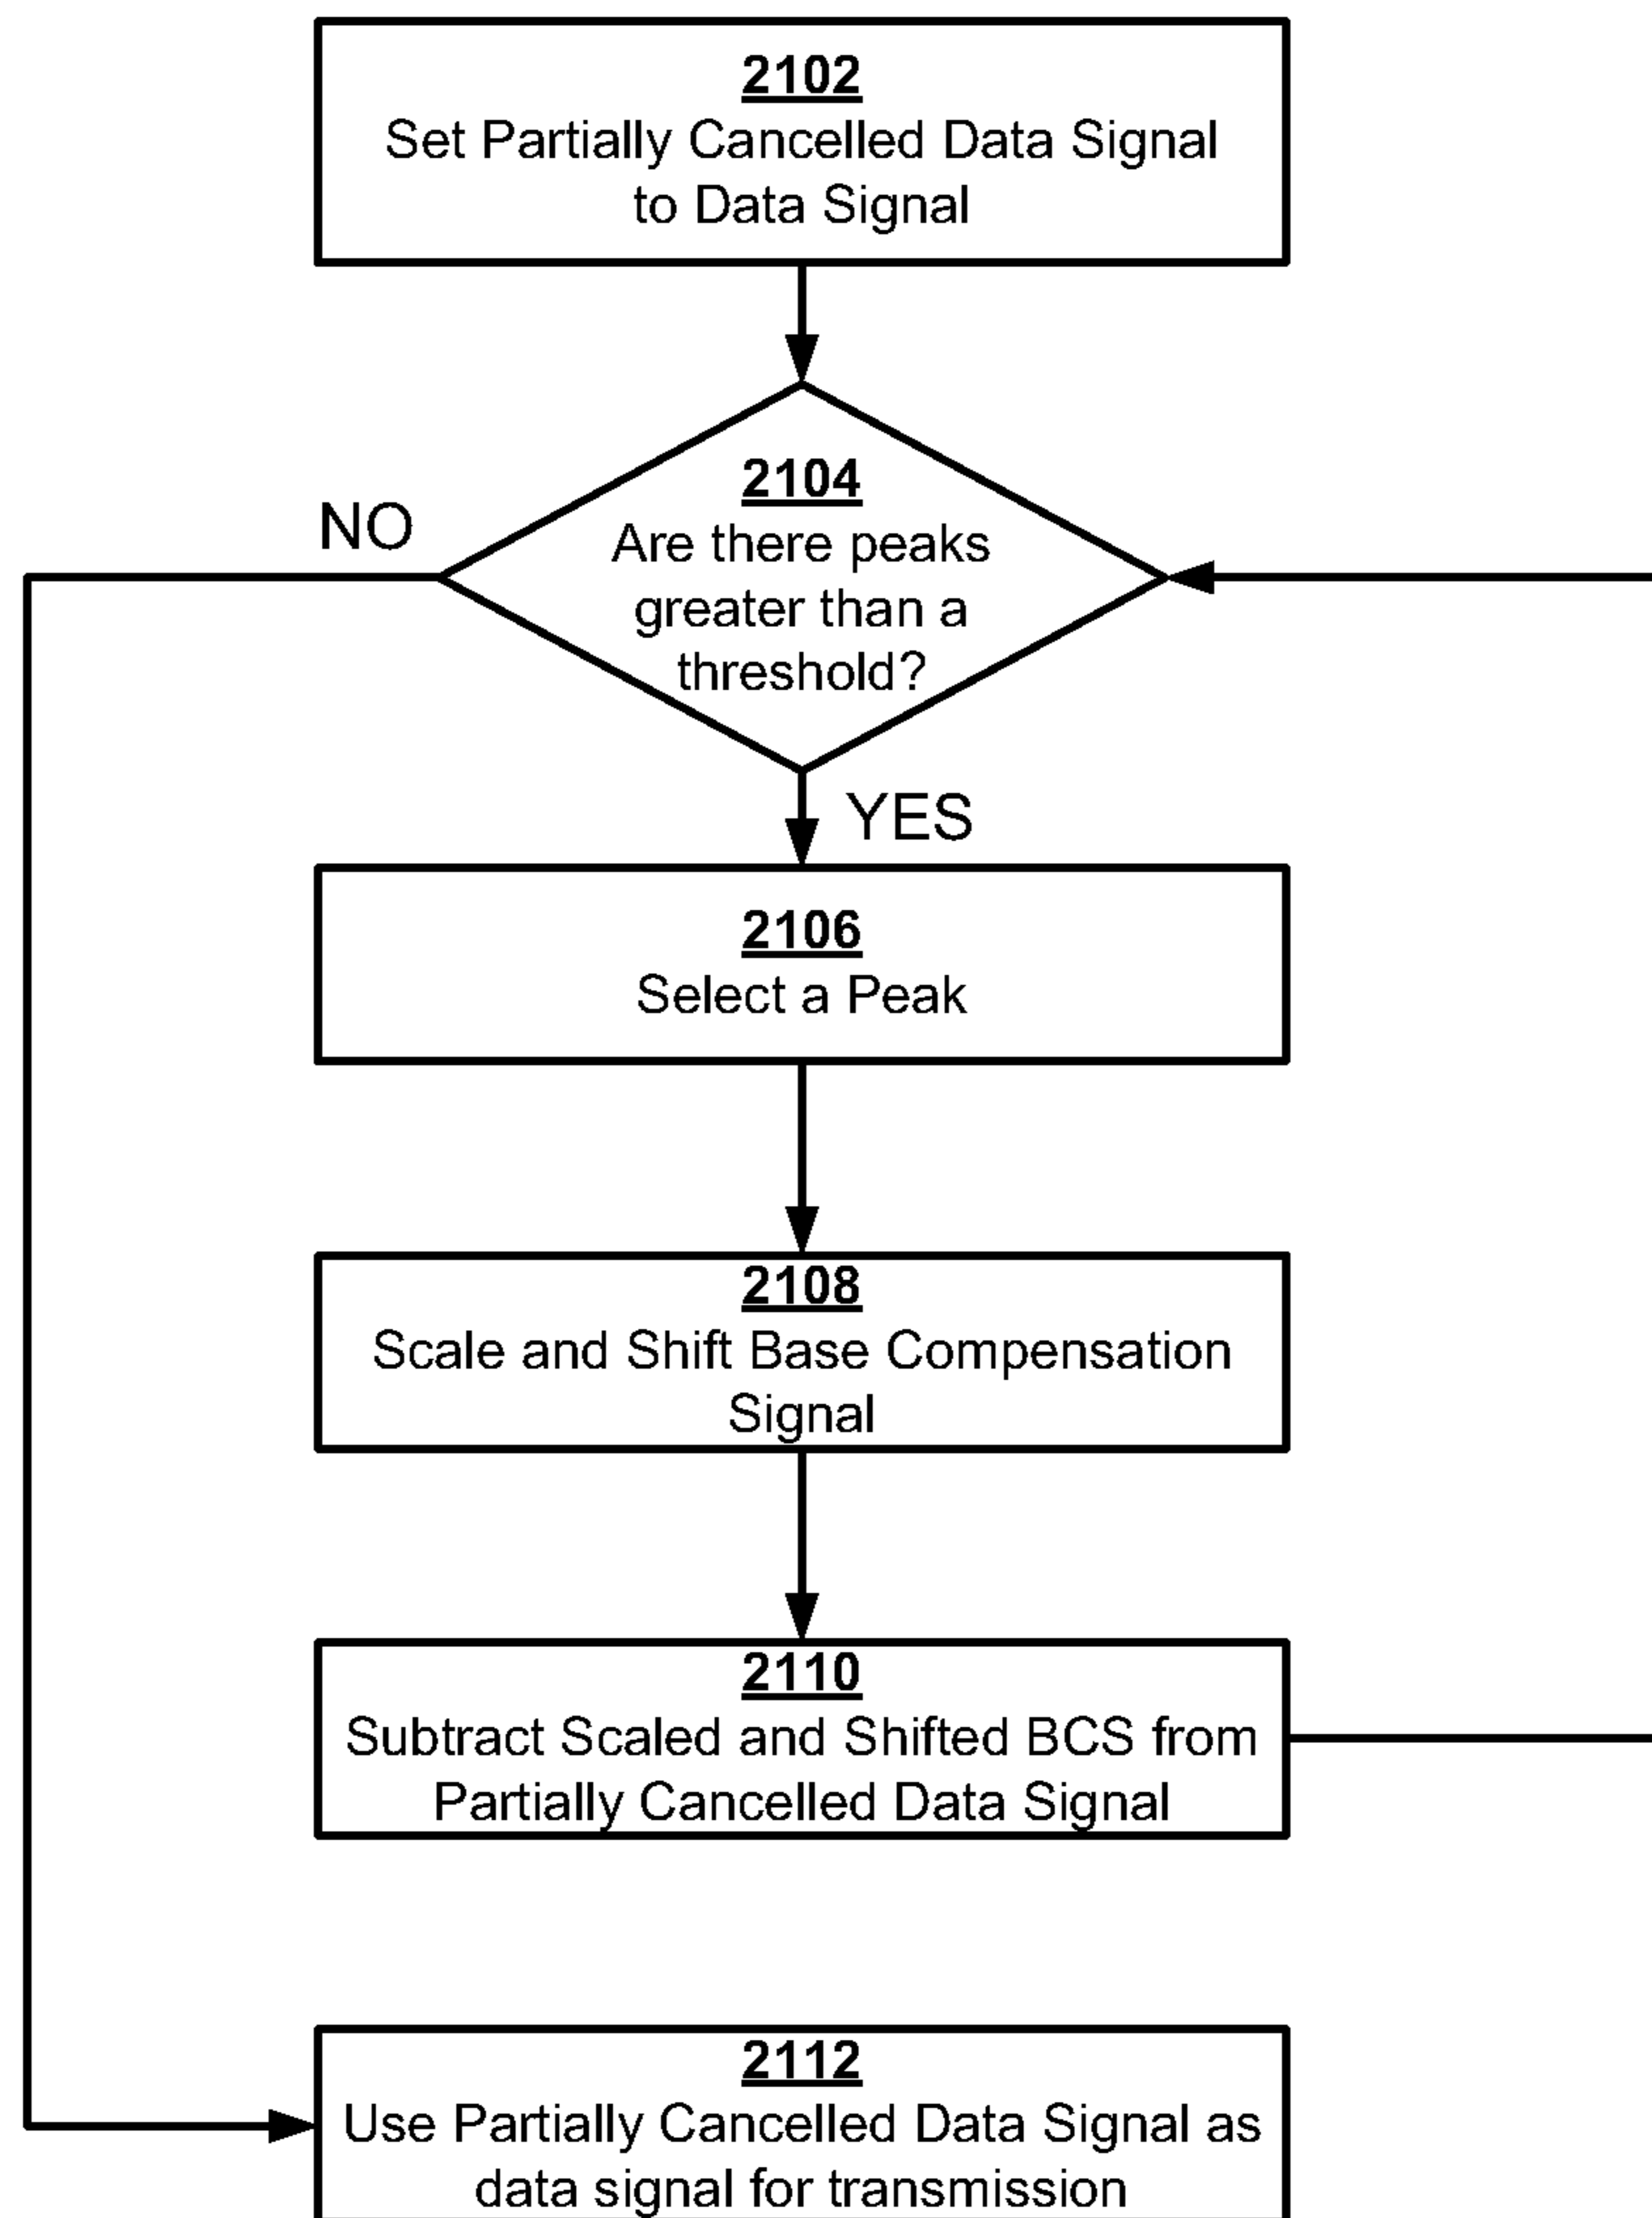 2102
Set Partially Cancelled Data Signal
to Data Signal
2104
Are there peaks
greater than a
threshold?
NO
YES
2106
Select a Peak
2108
Scale and Shift Base Compensation
Signal
2110
Subtract Scaled and Shifted BCS from
Partially Cancelled Data Signal
2112
Use Partially Cancelled Data Signal as
data signal for transmission